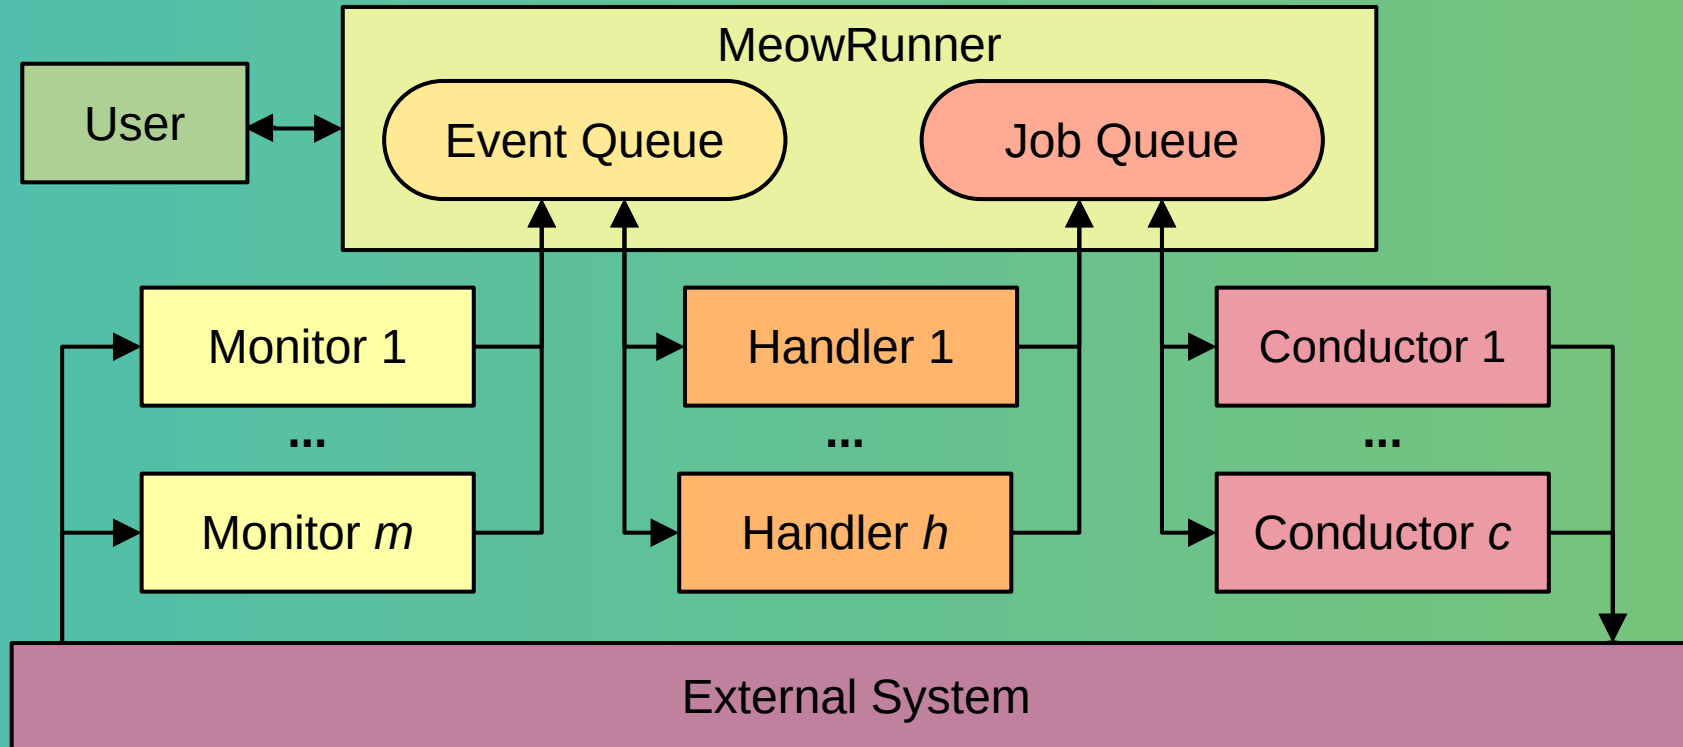 MeowRunner
User
Event Queue
Job Queue
Monitor 1
Handler 1
Conductor 1
...
...
...
Monitor m
Handler h
Conductor c
External System